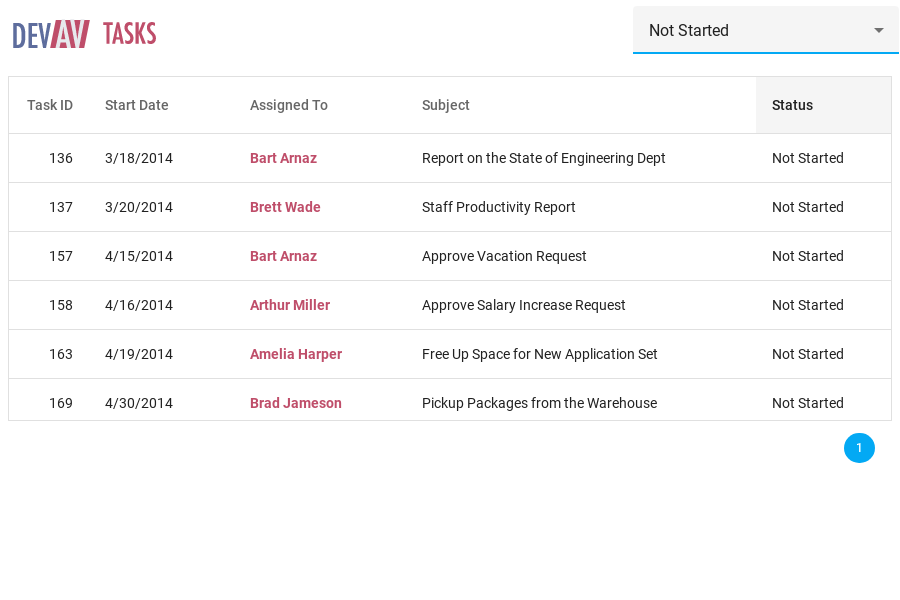 DEVAV TASKS
Not Started
Task ID Start Date Assigned To Subject Status
136 3/18/2014 Bart Arnaz Report on the State of Engineering Dept Not Started
137 3/20/2014 Brett Wade Staff Productivity Report Not Started
157 4/15/2014 Bart Arnaz Approve Vacation Request Not Started
158 4/16/2014 Arthur Miller Approve Salary Increase Request Not Started
163 4/19/2014 Amelia Harper Free Up Space for New Application Set Not Started
169 4/30/2014 Brad Jameson Pickup Packages from the Warehouse Not Started
1